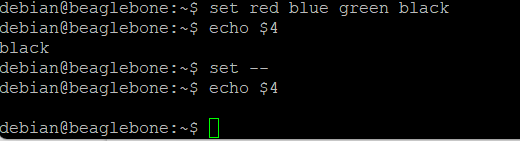 debian@beaglebone:~$ set red blue green black
debian@beaglebone:~$ echo $4
black
debian@beaglebone:~$ set --
debian@beaglebone:~$ echo $4
debian@beaglebone:~$